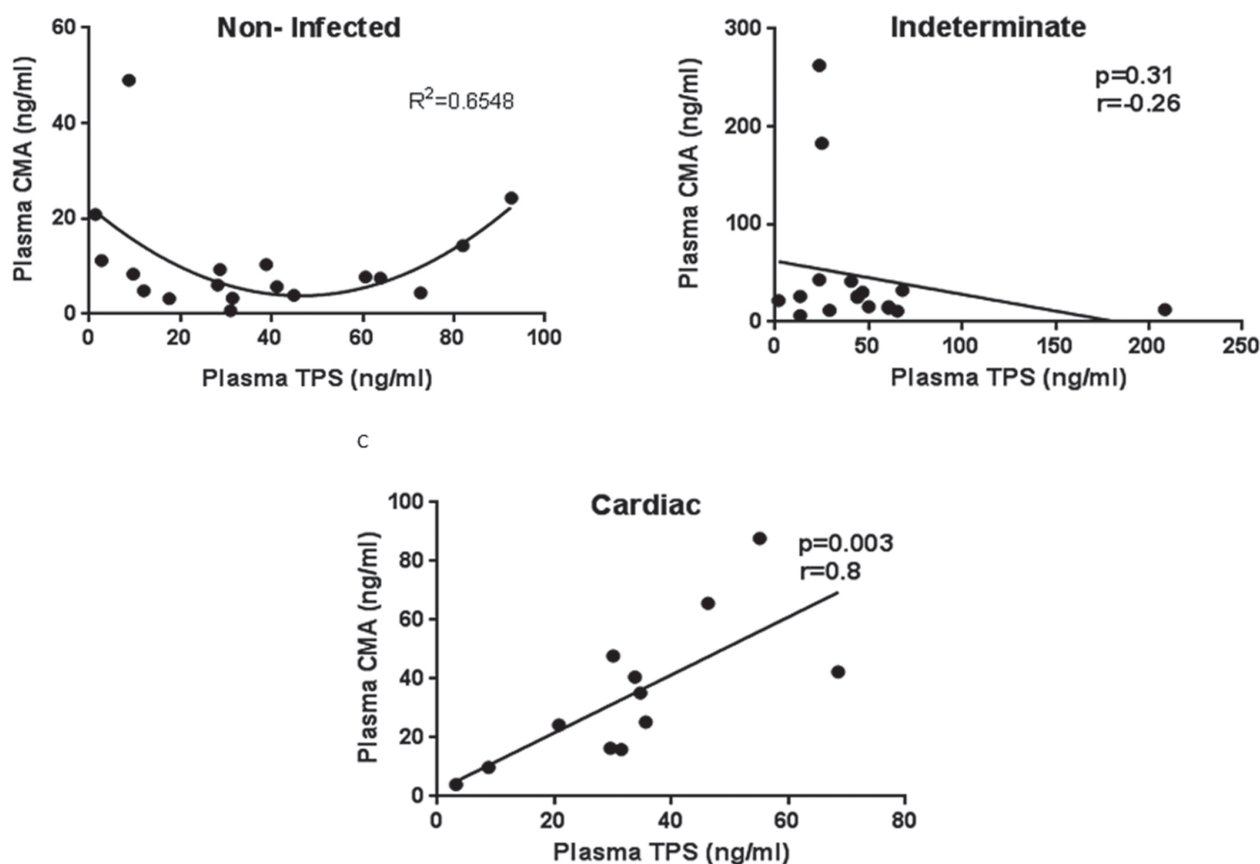 Non- Infected
R²=0.6548
Plasma CMA (ng/ml)
60
40
20
0
0 20 40 60 80 100
Plasma TPS (ng/ml)
Indeterminate
p=0.31
r=-0.26
Plasma CMA (ng/ml)
300
200
100
0
0 50 100 150 200 250
Plasma TPS (ng/ml)
C
Cardiac
p=0.003
r=0.8
Plasma CMA (ng/ml)
100
80
60
40
20
0
0 20 40 60 80
Plasma TPS (ng/ml)